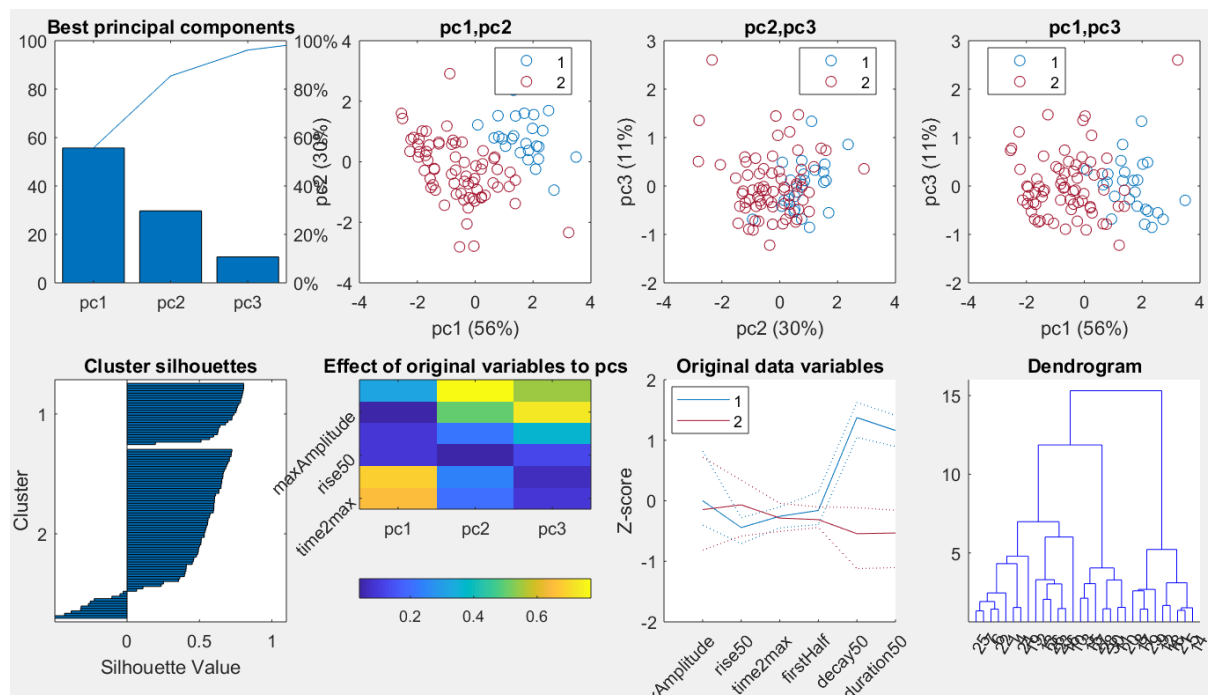 Best principal components
100
80
60
40
20
0
100%
80%
60%
40%
20%
0%
pc1
pc2
pc3
pc1,pc2
1
2
pc2 (30%)
4
2
0
-2
-4
-4
-2
0
2
4
pc1 (56%)
pc2,pc3
1
2
pc3 (11%)
3
2
1
0
-1
-2
-4
-2
0
2
4
pc2 (30%)
pc1,pc3
1
2
pc3 (11%)
3
2
1
0
-1
-2
-4
-2
0
2
4
pc1 (56%)
Cluster silhouettes
Cluster
1
2
0
0.5
1
Silhouette Value
Effect of original variables to pcs
maxAmplitude
rise50
time2max
pc1
pc2
pc3
0.2
0.4
0.6
Original data variables
1
2
Z-score
2
1
0
-1
-2
xAmplitude
rise50
time2max
firstHalf
decay50
duration50
Dendrogram
15
10
5